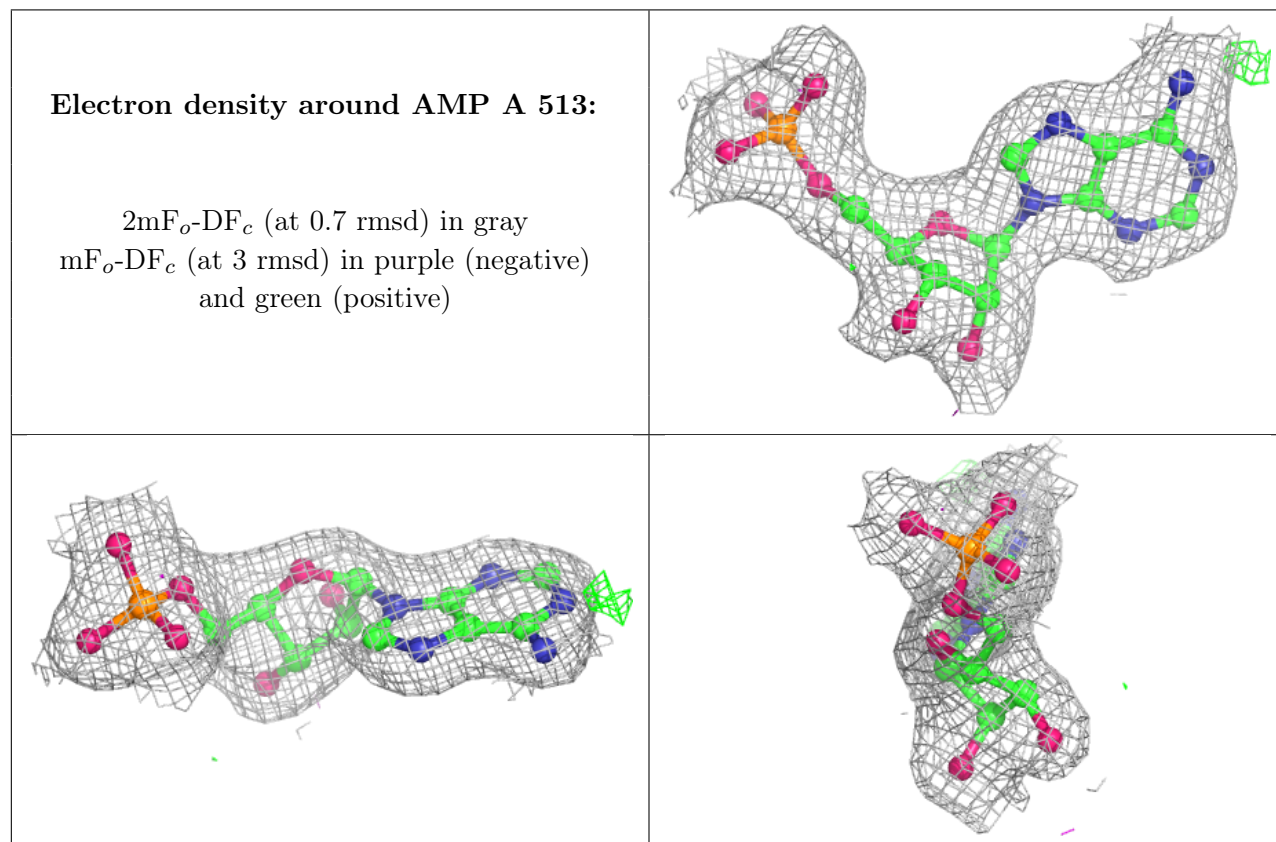 Electron density around AMP A 513:
2mFo-DFc (at 0.7 rmsd) in gray
mFo-DFc (at 3 rmsd) in purple (negative)
and green (positive)